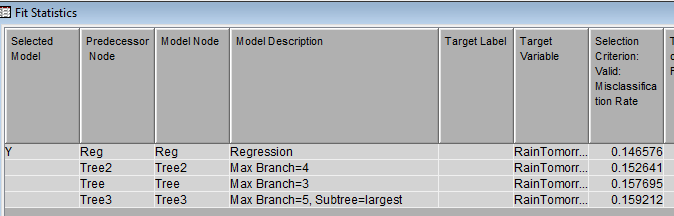 Fit Statistics
Selected Model Predecessor Node Model Node Model Description Target Label Target Variable Selection Criterion: Valid: Misclassifica tion Rate
Y Reg Reg Regression RainTomorr... 0.146576
Tree2 Tree2 Max Branch=4 RainTomorr... 0.152641
Tree Tree Max Branch=3 RainTomorr... 0.157695
Tree3 Tree3 Max Branch=5, Subtree=largest RainTomorr... 0.159212